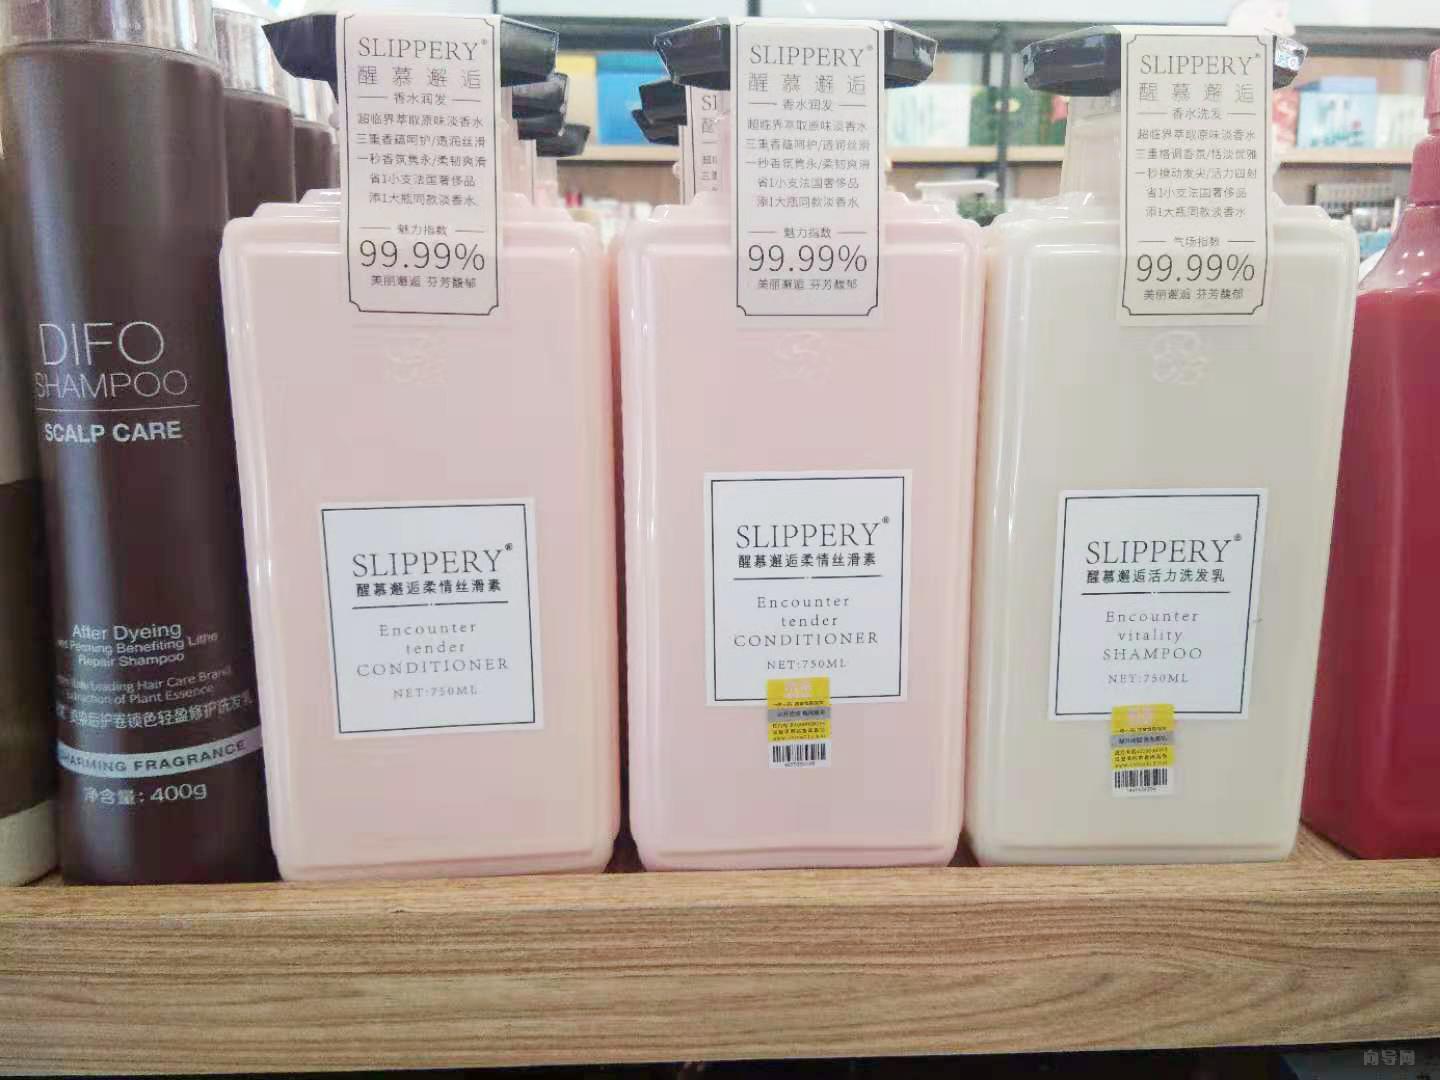 DIFO
SHAMPOO
SCALP CARE
After Dyeing
Repair Shampoo
CHARMING FRAGRANCE
净含量: 400g
SLIPPERY®
醒慕邂逅
香水润发
超临界萃取原味淡香水
三重香蕴呵护/透润丝滑
一秒香氛隽永/柔韧爽滑
省1小支法国奢侈品
添1大瓶同款淡香水
魅力指数
99.99%
美丽邂逅 芬芳馥郁
SLIPPERY®
醒慕邂逅柔情丝滑素
Encounter
tender
CONDITIONER
NET:750ML
SLIPPERY®
醒慕邂逅
香水润发
超临界萃取原味淡香水
三重香蕴呵护/透润丝滑
一秒香氛隽永/柔韧爽滑
省1小支法国奢侈品
添1大瓶同款淡香水
魅力指数
99.99%
美丽邂逅 芬芳馥郁
SLIPPERY®
醒慕邂逅柔情丝滑素
Encounter
tender
CONDITIONER
NET:750ML
SLIPPERY®
醒慕邂逅
香水洗发
超临界萃取原味淡香水
三重格调香氛/恬淡优雅
一秒撩动发尖/活力四射
省1小支法国奢侈品
添1大瓶同款淡香水
气场指数
99.99%
美丽邂逅 芬芳馥郁
SLIPPERY®
醒慕邂逅活力洗发乳
Encounter
vitality
SHAMPOO
NET:750ML
向导网